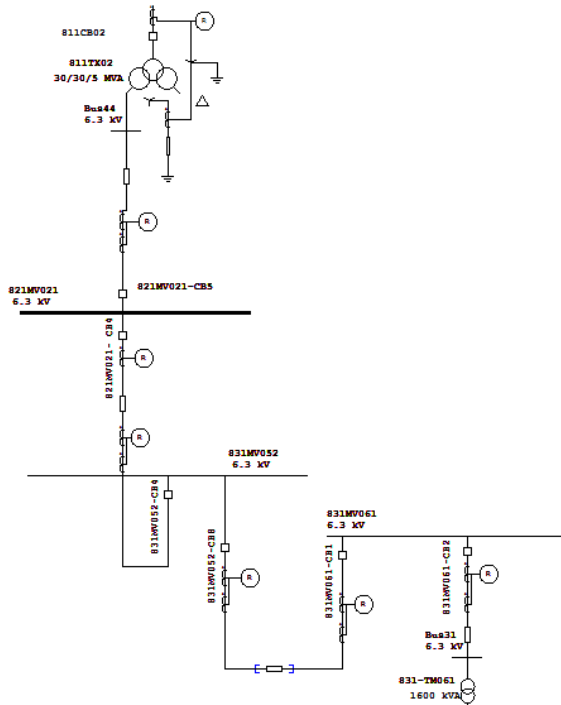 R
811CB02
811TX02
30/30/5 MVA
Bus44
6.3 kV
R
821MV021-CB5
821MV021
6.3 kV
821MV021- CB4
R
R
831MV052
6.3 kV
831MV052-CB4
831MV052-CB8
R
831MV061
6.3 kV
831MV061-CB1
R
831MV061-CB2
R
Bus31
6.3 kV
831-TM061
1600 kVA